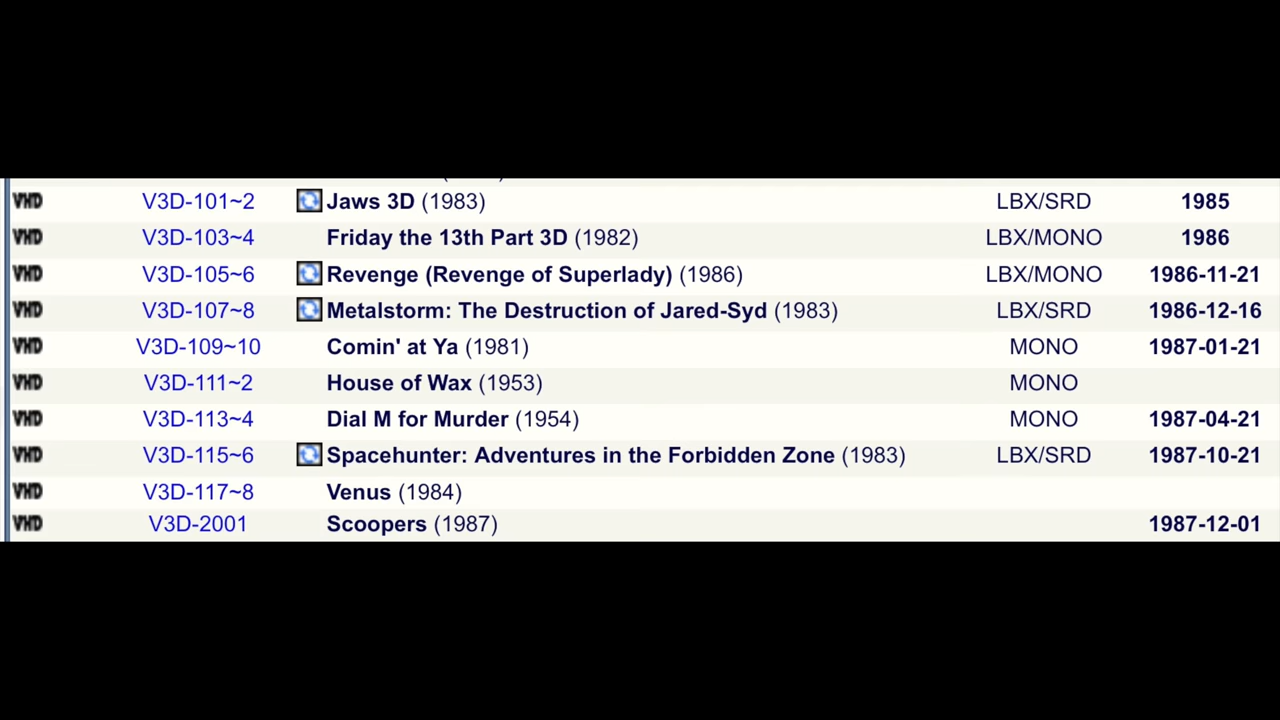 VHD V3D-101~2 Jaws 3D (1983) LBX/SRD 1985
VHD V3D-103~4 Friday the 13th Part 3D (1982) LBX/MONO 1986
VHD V3D-105~6 Revenge (Revenge of Superlady) (1986) LBX/MONO 1986-11-21
VHD V3D-107~8 Metalstorm: The Destruction of Jared-Syd (1983) LBX/SRD 1986-12-16
VHD V3D-109~10 Comin' at Ya (1981) MONO 1987-01-21
VHD V3D-111~2 House of Wax (1953) MONO
VHD V3D-113~4 Dial M for Murder (1954) MONO 1987-04-21
VHD V3D-115~6 Spacehunter: Adventures in the Forbidden Zone (1983) LBX/SRD 1987-10-21
VHD V3D-117~8 Venus (1984)
VHD V3D-2001 Scoopers (1987) 1987-12-01